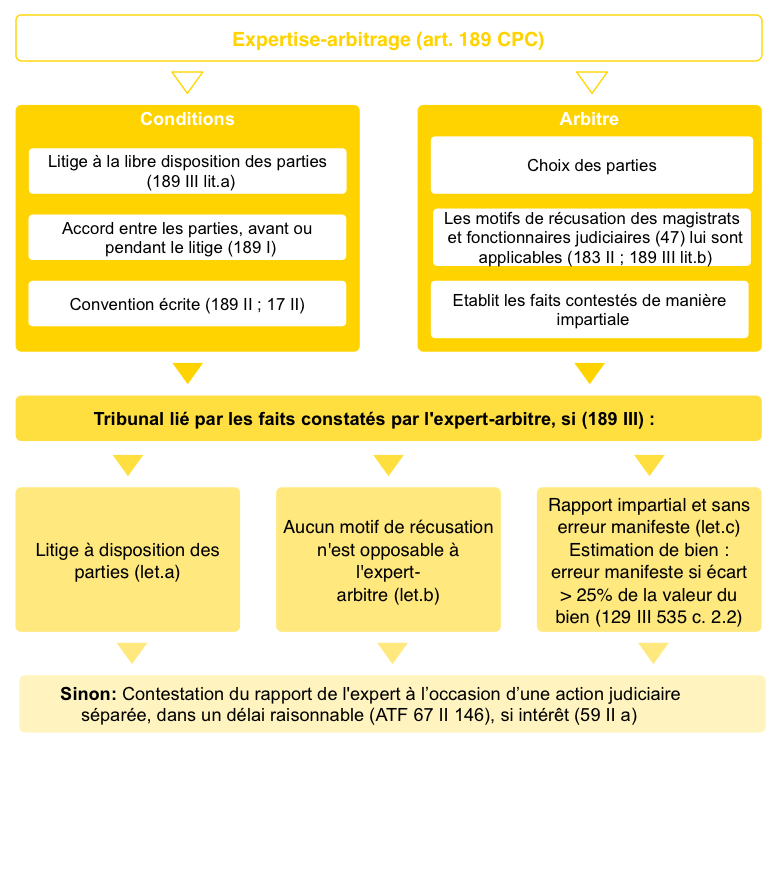 Expertise-arbitrage (art. 189 CPC)
Conditions
Litige à la libre disposition des parties
(189 III lit.a)
Accord entre les parties, avant ou
pendant le litige (189 I)
Convention écrite (189 II ; 17 II)
Arbitre
Choix des parties
Les motifs de récusation des magistrats
et fonctionnaires judiciaires (47) lui sont
applicables (183 II ; 189 III lit.b)
Etablit les faits contestés de manière
impartiale
Tribunal lié par les faits constatés par l'expert-arbitre, si (189 III) :
Litige à disposition des
parties (let.a)
Aucun motif de récusation
n'est opposable à
l'expert-
arbitre (let.b)
Rapport impartial et sans
erreur manifeste (let.c)
Estimation de bien :
erreur manifeste si écart
> 25% de la valeur du
bien (129 III 535 c. 2.2)
Sinon: Contestation du rapport de l'expert à l’occasion d’une action judiciaire
séparée, dans un délai raisonnable (ATF 67 II 146), si intérêt (59 II a)